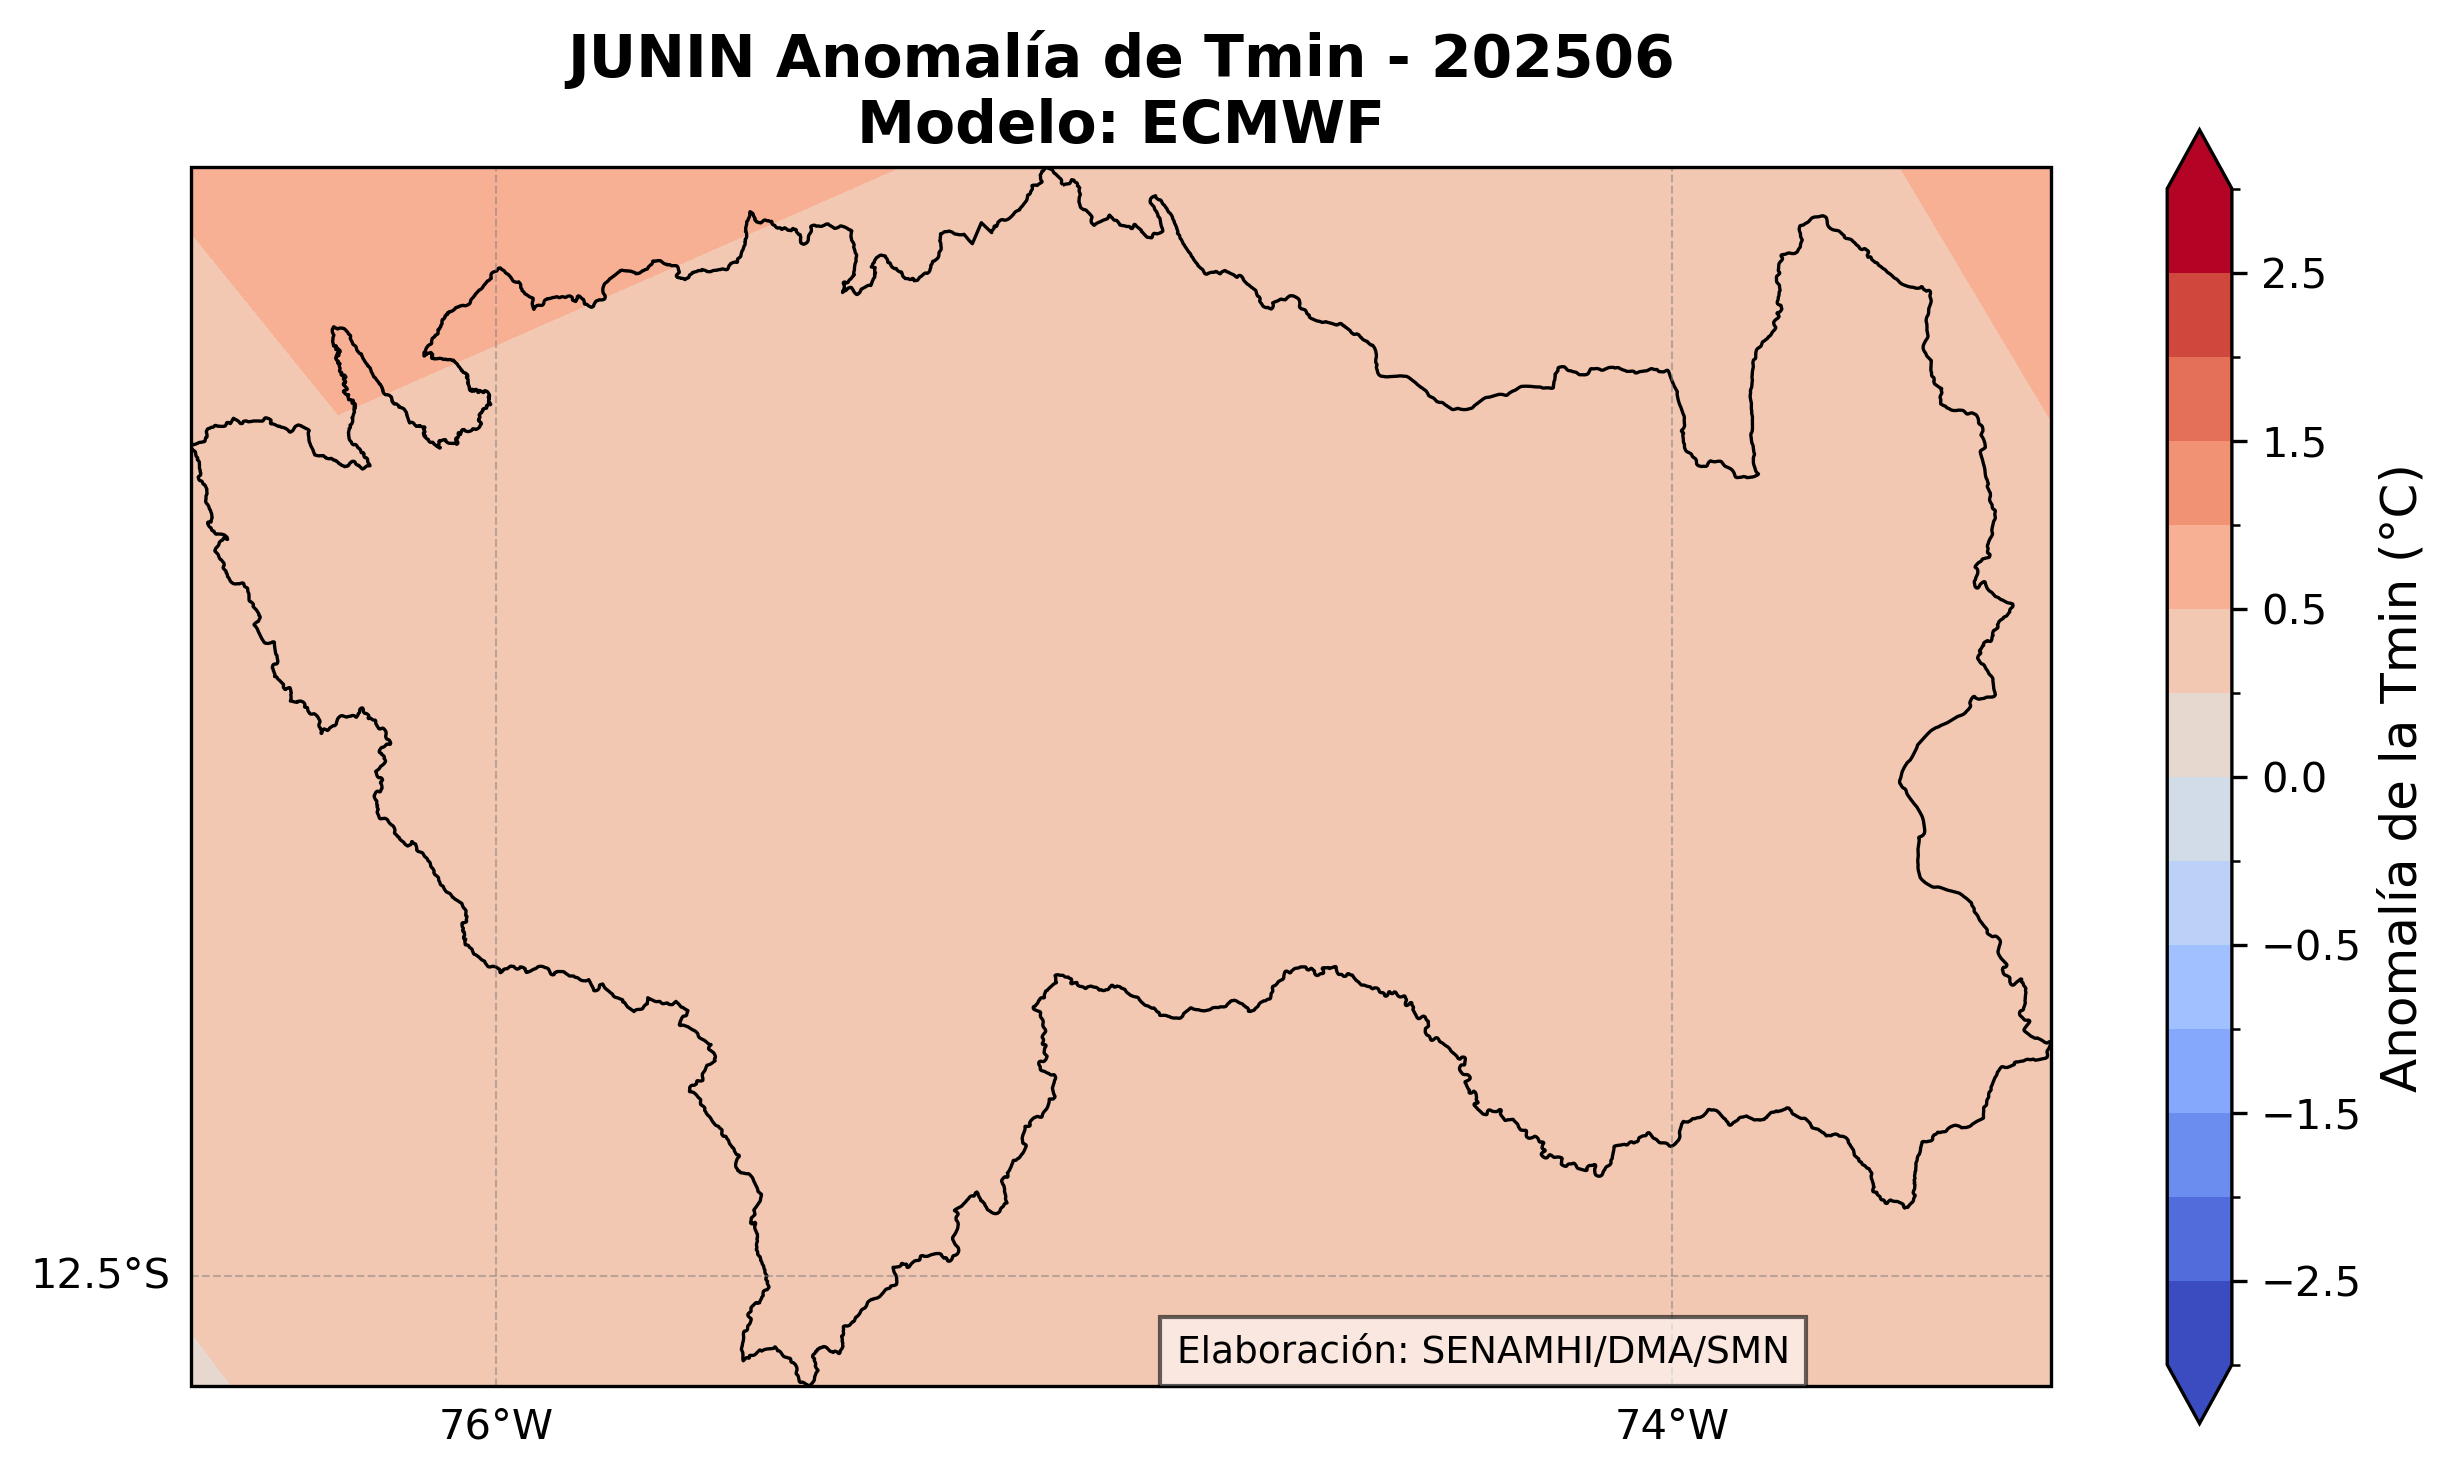 JUNIN Anomalía de Tmin - 202506
Modelo: ECMWF
2.5
1.5
0.5
0.0
−0.5
−1.5
−2.5
Anomalía de la Tmin (°C)
12.5°S
Elaboración: SENAMHI/DMA/SMN
76°W
74°W